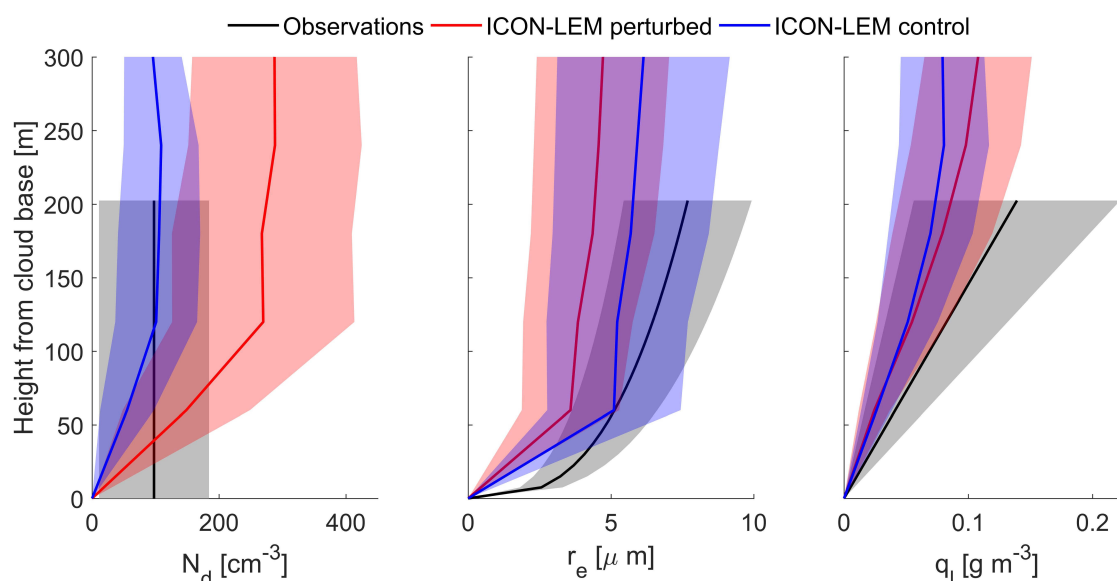 Observations ICON-LEM perturbed ICON-LEM control
Height from cloud base [m]
300
250
200
150
100
50
0
0 200 400 0 5 10 0 0.1 0.2
N_d [cm^-3] r_e [μ m] q_l [g m^-3]